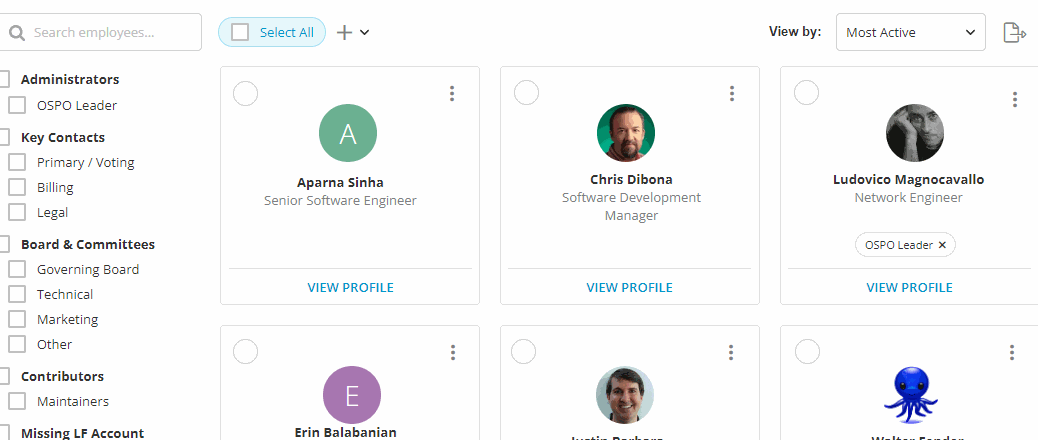 Search employees...
Select All
View by:
Most Active
Administrators
OSPO Leader
Key Contacts
Primary / Voting
Billing
Legal
Board & Committees
Governing Board
Technical
Marketing
Other
Contributors
Maintainers
Missing LF Account
A
Aparna Sinha
Senior Software Engineer
VIEW PROFILE
Chris Dibona
Software Development
Manager
VIEW PROFILE
Ludovico Magnocavallo
Network Engineer
OSPO Leader ×
VIEW PROFILE
E
Erin Balabanian
Justin
Walter